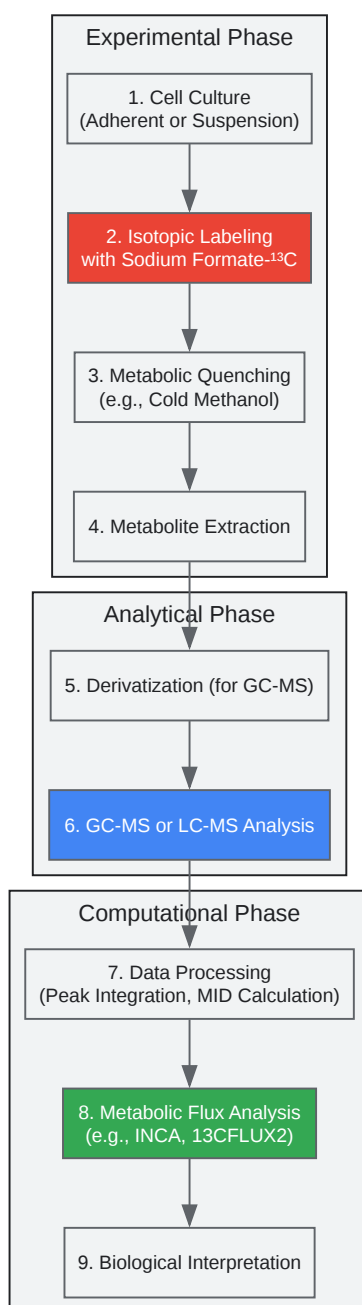 Experimental Phase
1. Cell Culture
(Adherent or Suspension)
2. Isotopic Labeling
with Sodium Formate-¹³C
3. Metabolic Quenching
(e.g., Cold Methanol)
4. Metabolite Extraction
Analytical Phase
5. Derivatization (for GC-MS)
6. GC-MS or LC-MS Analysis
Computational Phase
7. Data Processing
(Peak Integration, MID Calculation)
8. Metabolic Flux Analysis
(e.g., INCA, 13CFLUX2)
9. Biological Interpretation